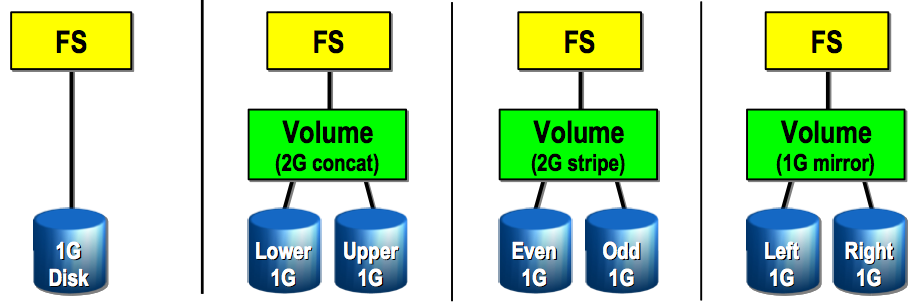 FS
FS
FS
FS
Volume
(2G concat)
Volume
(2G stripe)
Volume
(1G mirror)
1G
Disk
Lower
1G
Upper
1G
Even
1G
Odd
1G
Left
1G
Right
1G